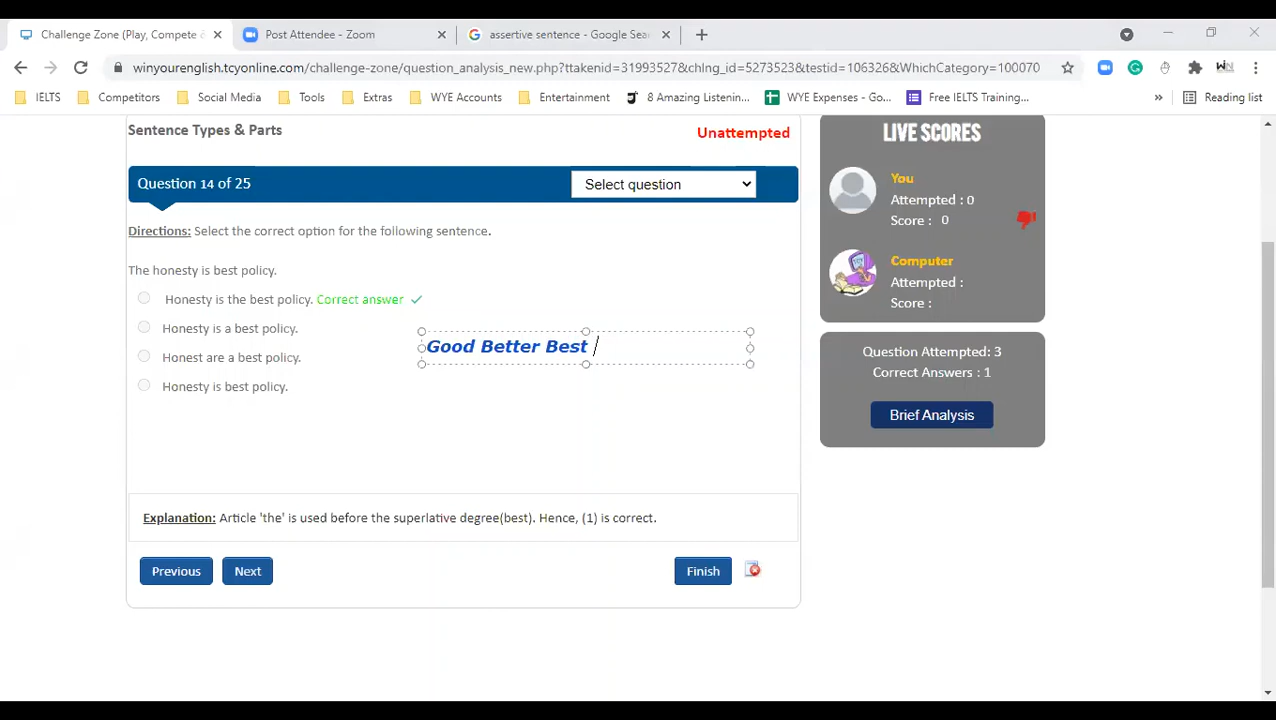 Challenge Zone (Play, Compete &
Post Attendee - Zoom
assertive sentence - Google Sea
winyourenglish.tcyonline.com/challenge-zone/question_analysis_new.php?ttakenid=31993527&chlng_id=5273523&testid=106326&WhichCategory=100070
IELTS
Competitors
Social Media
Tools
Extras
WYE Accounts
Entertainment
8 Amazing Listenin...
WYE Expenses - Go...
Free IELTS Training...
»
Reading list
Sentence Types & Parts
Unattempted
Question 14 of 25
Select question
Directions: Select the correct option for the following sentence.
The honesty is best policy.
Honesty is the best policy. Correct answer ✓
Honesty is a best policy.
Honest are a best policy.
Honesty is best policy.
Good Better Best
Explanation: Article 'the' is used before the superlative degree(best). Hence, (1) is correct.
Previous
Next
Finish
LIVE SCORES
You
Attempted : 0
Score : 0
Computer
Attempted :
Score :
Question Attempted: 3
Correct Answers : 1
Brief Analysis